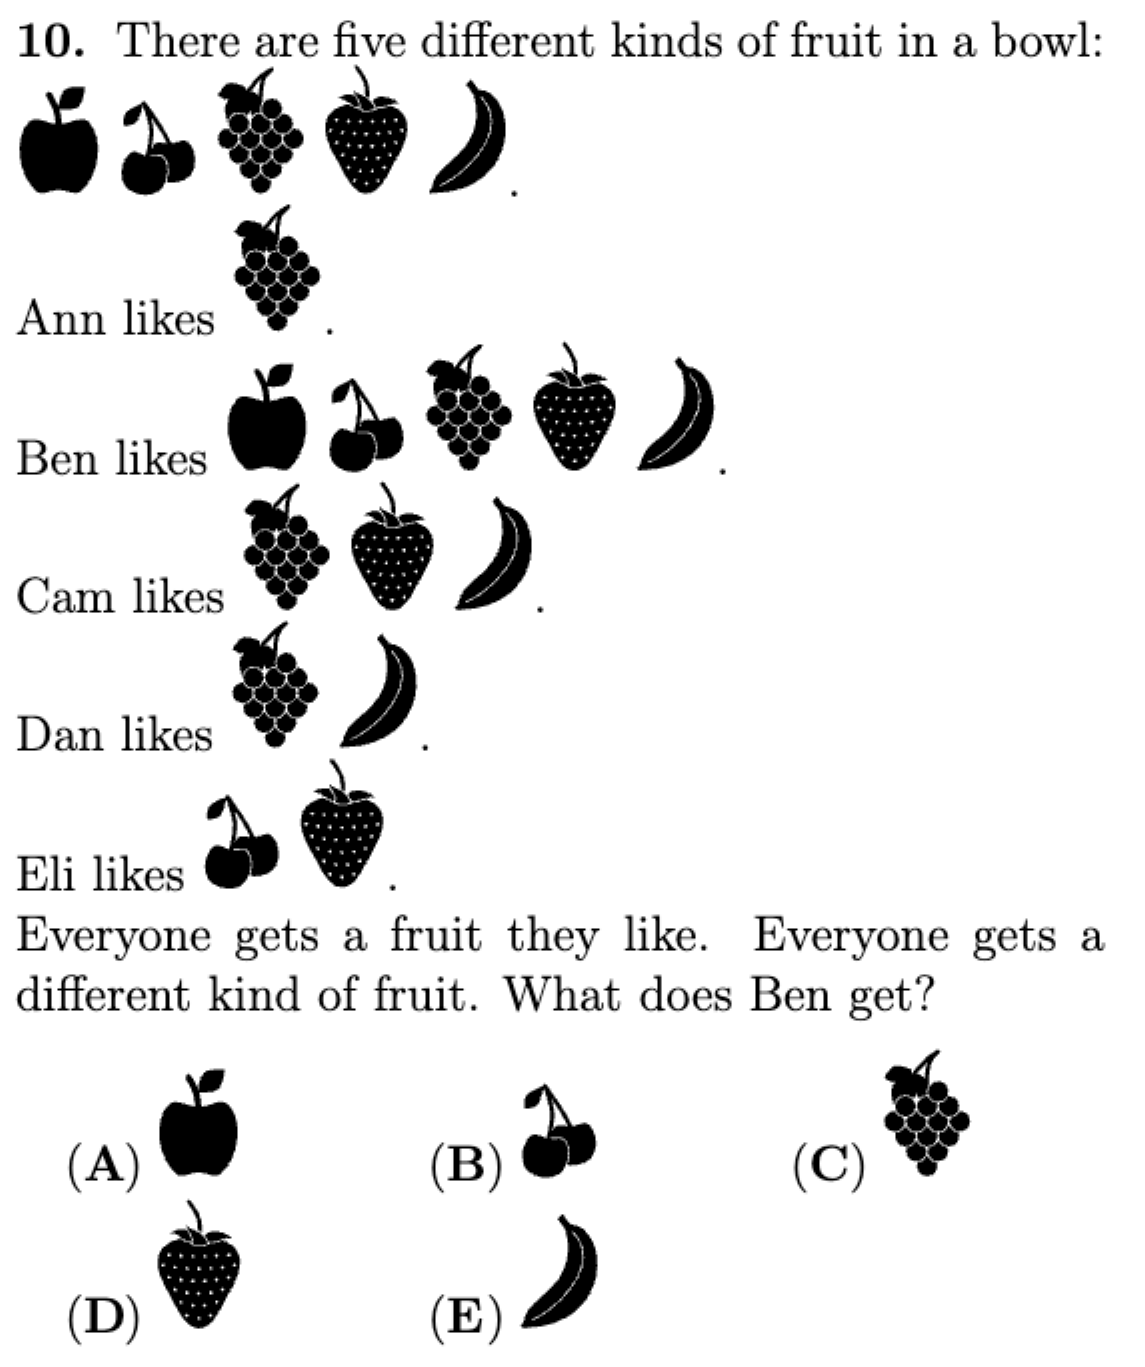 10. There are five different kinds of fruit in a bowl:
.
Ann likes .
Ben likes .
Cam likes .
Dan likes .
Eli likes .
Everyone gets a fruit they like. Everyone gets a
different kind of fruit. What does Ben get?
(A) (B) (C)
(D) (E)